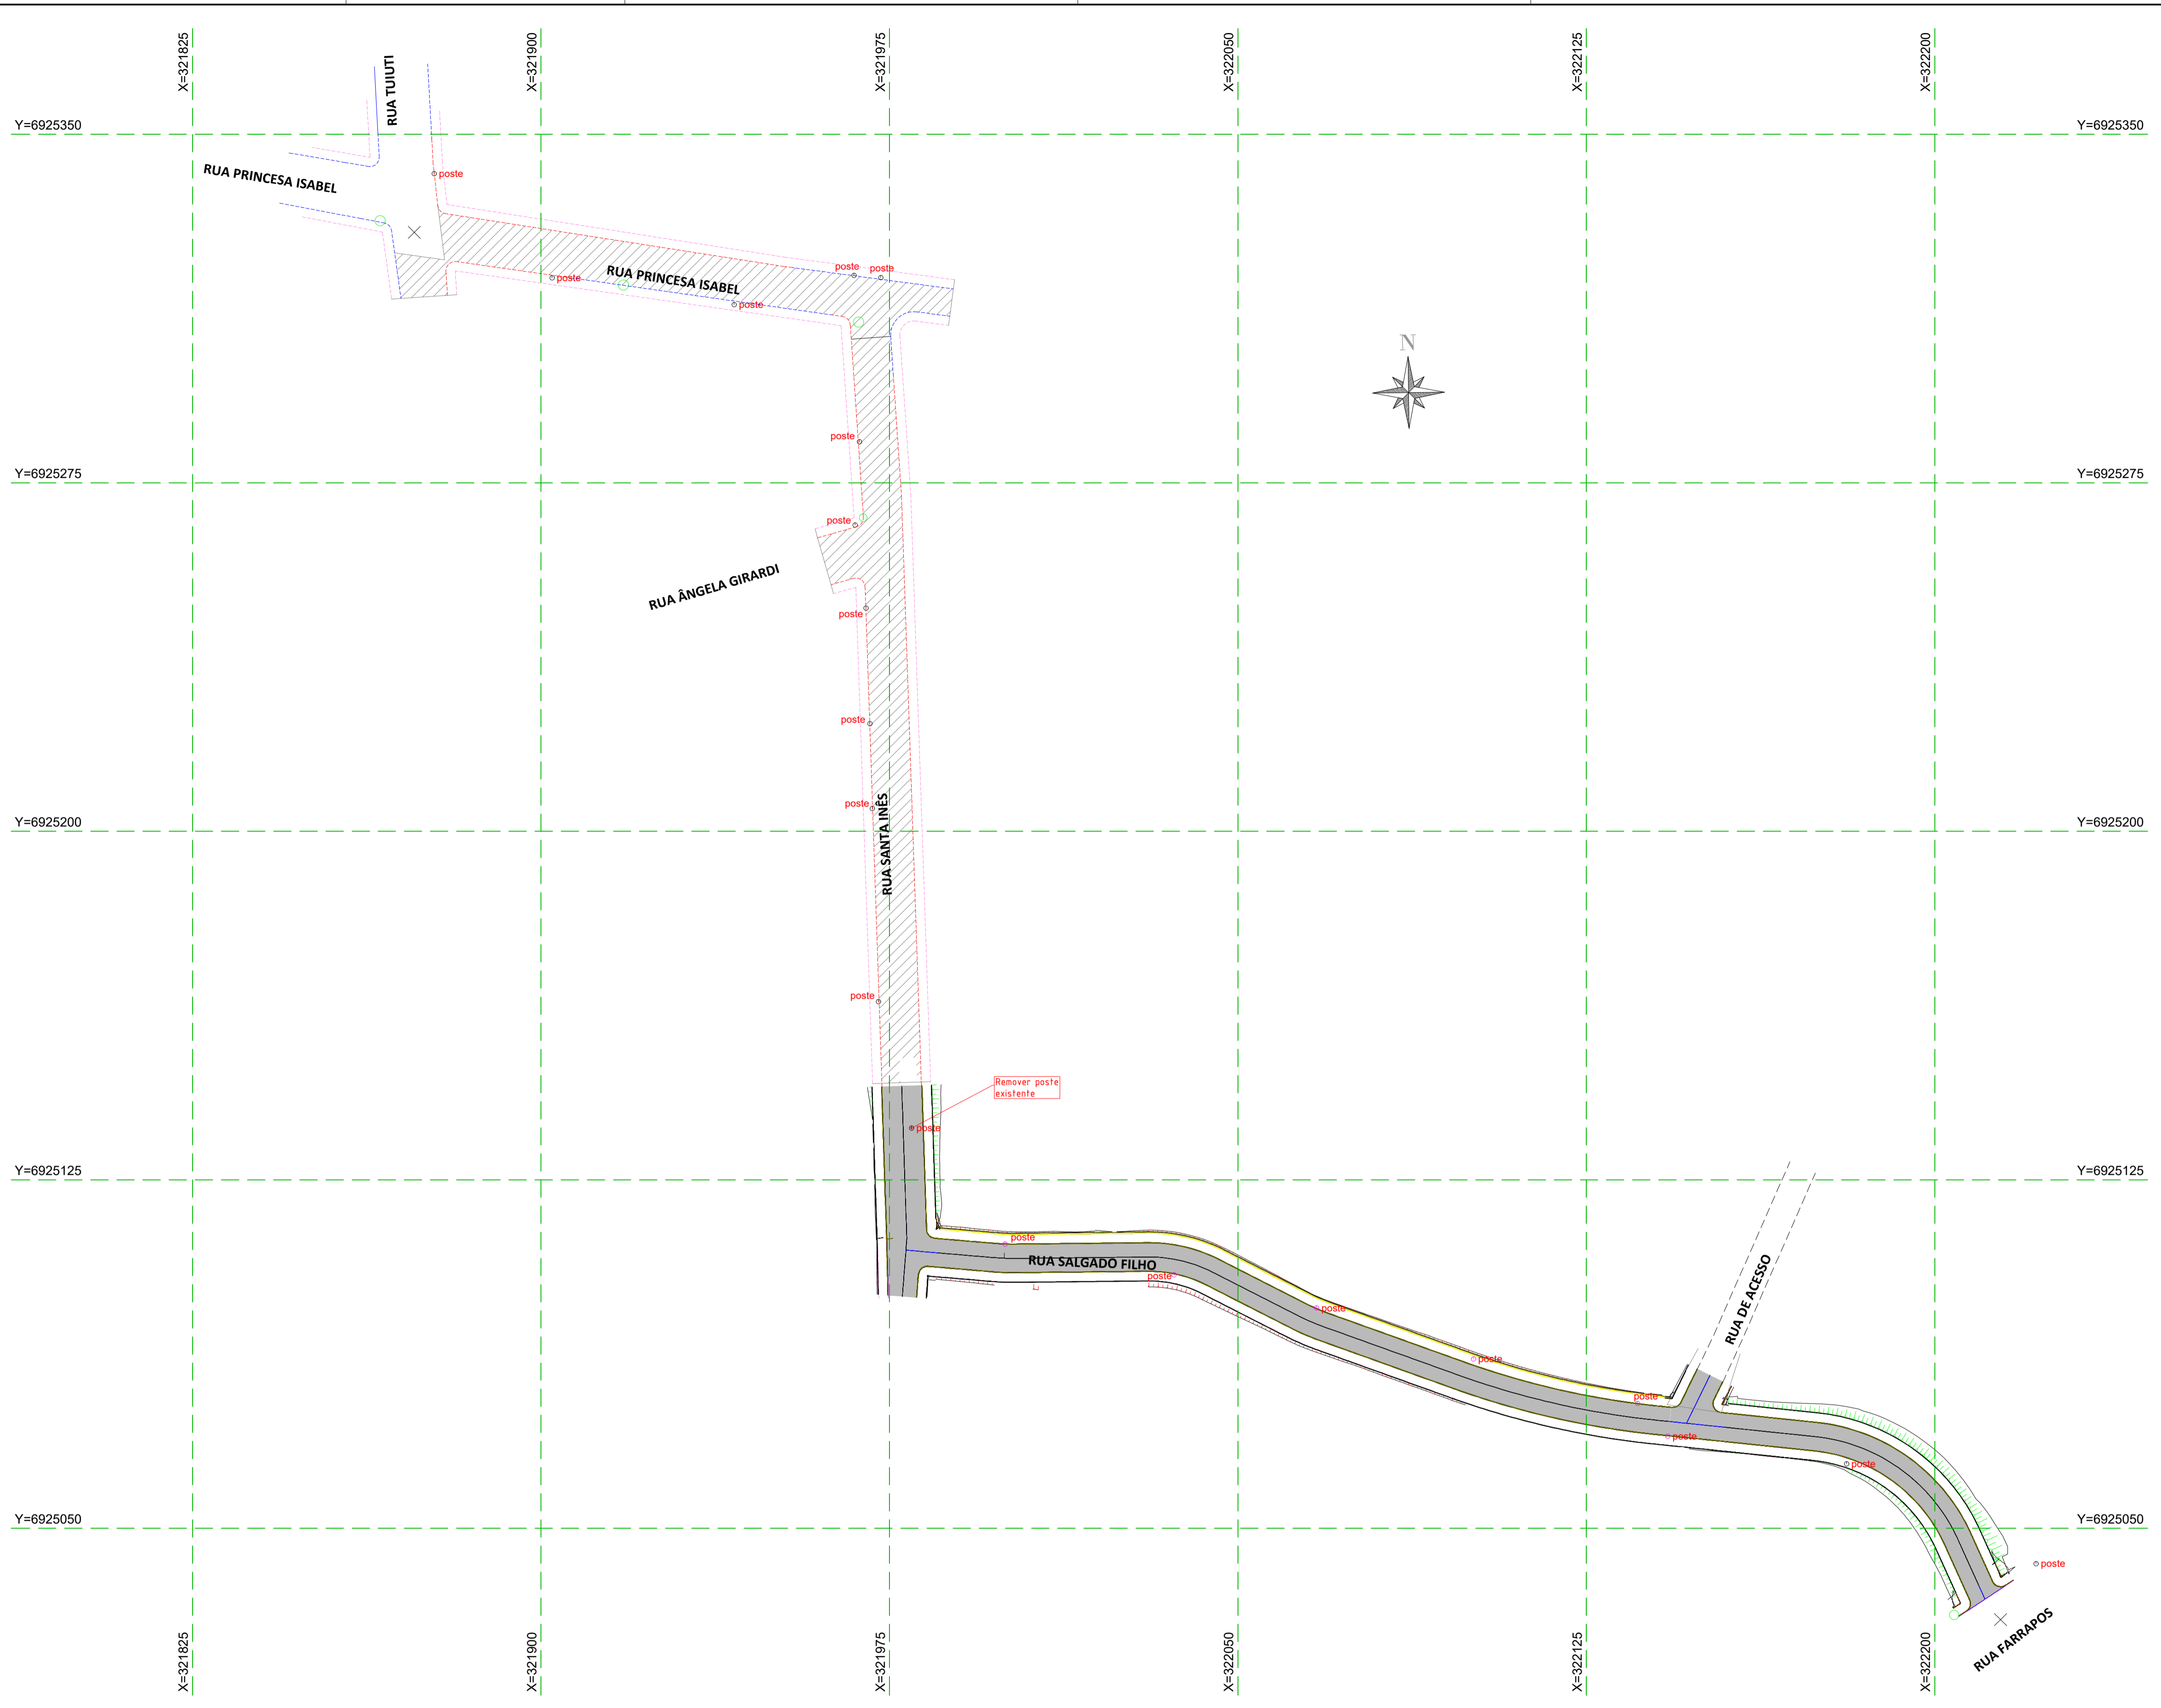 X=321825
X=321900
X=321975
X=322050
X=322125
X=322200
RUA TUIUTI
Y=6925350
Y=6925350
RUA PRINCESA ISABEL
poste
RUA PRINCESA ISABEL
poste
poste
poste
poste
N
poste
Y=6925275
Y=6925275
poste
RUA ÂNGELA GIRARDI
poste
poste
poste
RUA SANTA INÊS
Y=6925200
Y=6925200
poste
Remover poste
existente
poste
Y=6925125
Y=6925125
poste
RUA SALGADO FILHO
poste
poste
RUA DE ACESSO
poste
poste
poste
poste
Y=6925050
Y=6925050
poste
RUA FARRAPOS
X=321825
X=321900
X=321975
X=322050
X=322125
X=322200